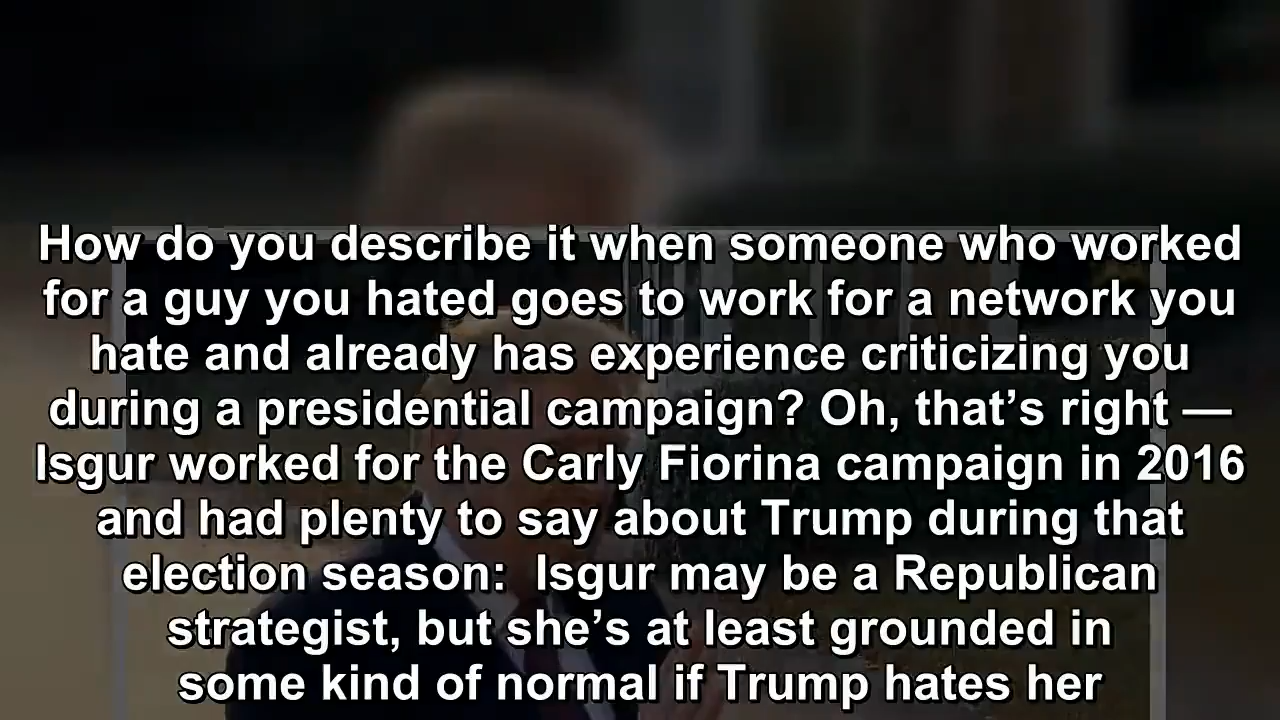 How do you describe it when someone who worked
for a guy you hated goes to work for a network you
hate and already has experience criticizing you
during a presidential campaign? Oh, that’s right —
Isgur worked for the Carly Fiorina campaign in 2016
and had plenty to say about Trump during that
election season:  Isgur may be a Republican
strategist, but she’s at least grounded in
some kind of normal if Trump hates her